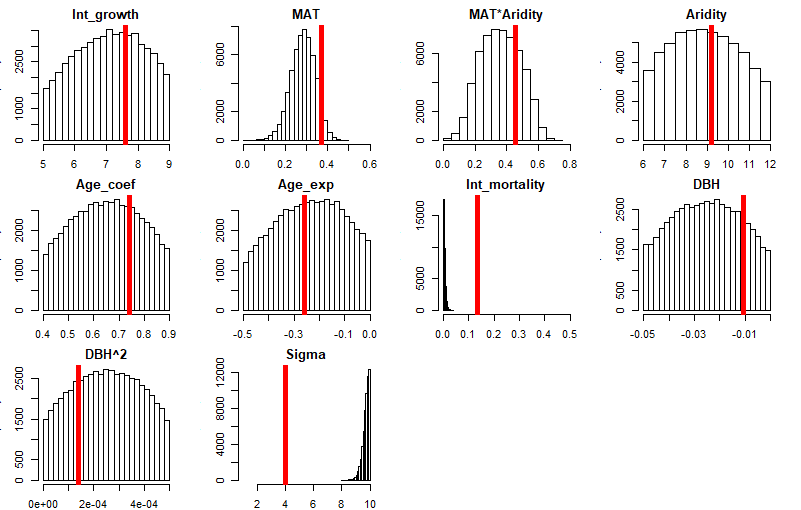 Int_growth
0 1000 2500
5 6 7 8 9
MAT
0 2000 6000
0.0 0.2 0.4 0.6
MAT*Aridity
0 2000 6000
0.0 0.2 0.4 0.6 0.8
Aridity
0 2000 4000
6 7 8 9 10 11 12
Age_coef
0 1000 2000
0.4 0.5 0.6 0.7 0.8 0.9
Age_exp
0 1000 2000
-0.5 -0.3 -0.1 0.0
Int_mortality
0 5000 15000
0.0 0.1 0.2 0.3 0.4 0.5
DBH
0 500 1500 2500
-0.05 -0.03 -0.01
DBH^2
0 500 1500 2500
0e+00 2e-04 4e-04
Sigma
0 4000 8000 12000
2 4 6 8 10